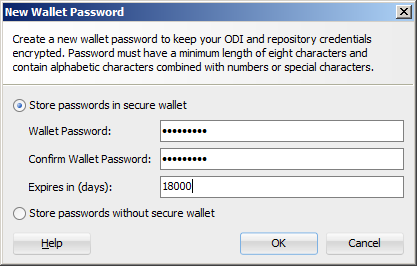 New Wallet Password
Create a new wallet password to keep your ODI and repository credentials
encrypted. Password must have a minimum length of eight characters and
contain alphabetic characters combined with numbers or special characters.
Store passwords in secure wallet
Wallet Password: •••••••••
Confirm Wallet Password: •••••••••
Expires in (days): 18000
Store passwords without secure wallet
Help OK Cancel